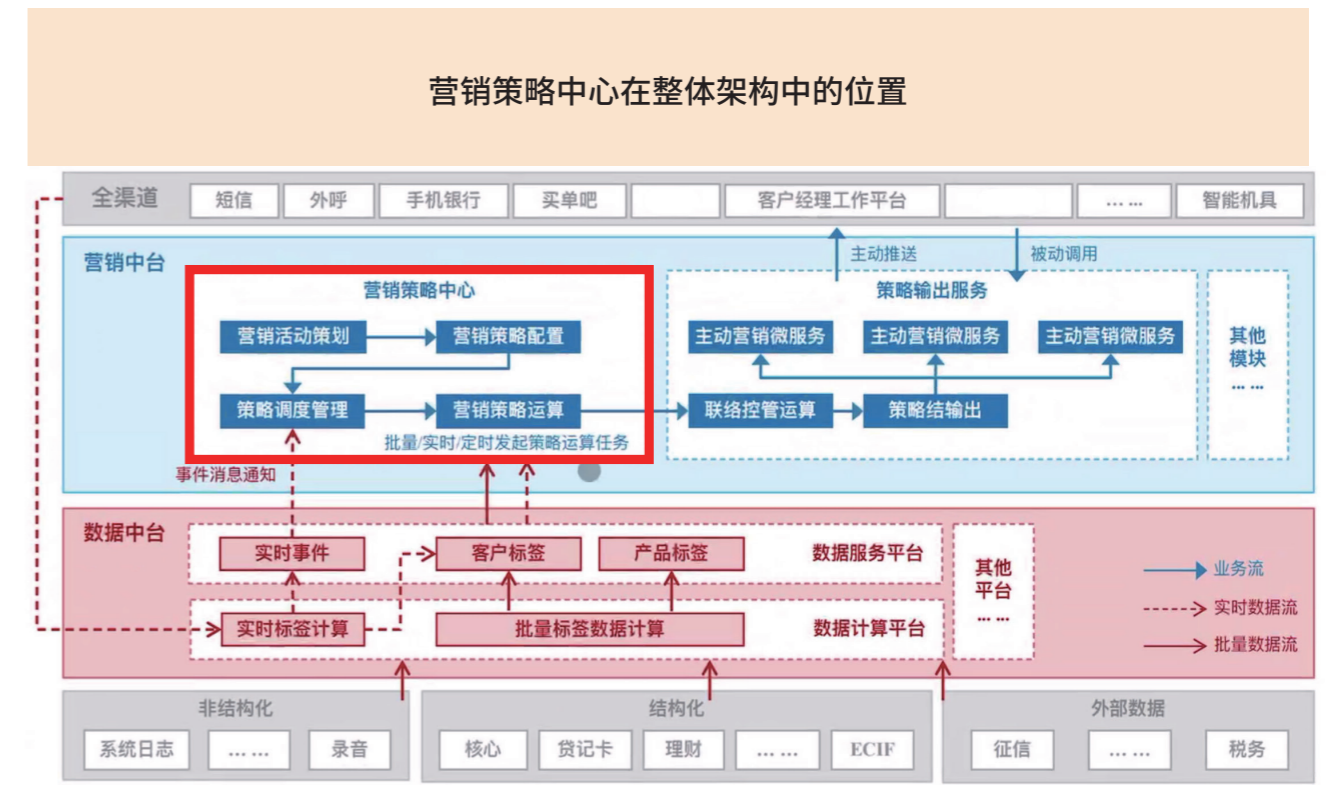 营销策略中心在整体架构中的位置
全渠道
短信
外呼
手机银行
买单吧
客户经理工作平台
... ...
智能机具
营销中台
主动推送
被动调用
营销策略中心
策略输出服务
营销活动策划
营销策略配置
主动营销微服务
主动营销微服务
主动营销微服务
其他
模块
... ...
策略调度管理
营销策略运算
联络控管运算
策略结输出
批量/实时/定时发起策略运算任务
事件消息通知
数据中台
实时事件
客户标签
产品标签
数据服务平台
其他
平台
... ...
业务流
实时数据流
批量数据流
实时标签计算
批量标签数据计算
数据计算平台
非结构化
结构化
外部数据
系统日志
... ...
录音
核心
贷记卡
理财
... ...
ECIF
征信
... ...
税务